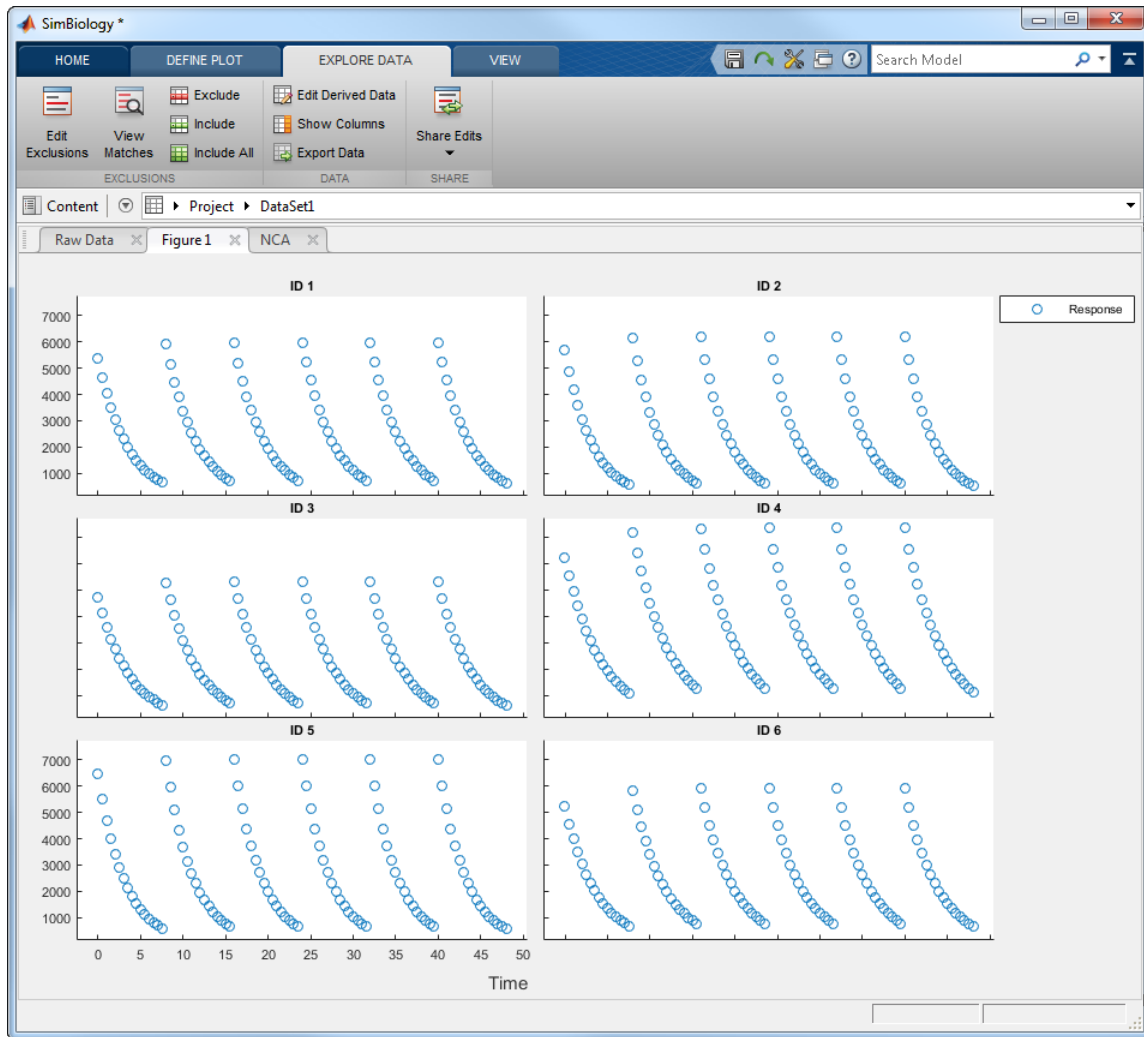 SimBiology *
HOME DEFINE PLOT EXPLORE DATA VIEW Search Model
Edit Exclusions
View Matches
Exclude
Include
Include All
EXCLUSIONS
Edit Derived Data
Show Columns
Export Data
DATA
Share Edits
SHARE
Content Project DataSet1
Raw Data Figure 1 NCA
ID 1
7000
6000
5000
4000
3000
2000
1000
ID 2
Response
ID 3
ID 4
ID 5
7000
6000
5000
4000
3000
2000
1000
0 5 10 15 20 25 30 35 40 45 50
ID 6
Time